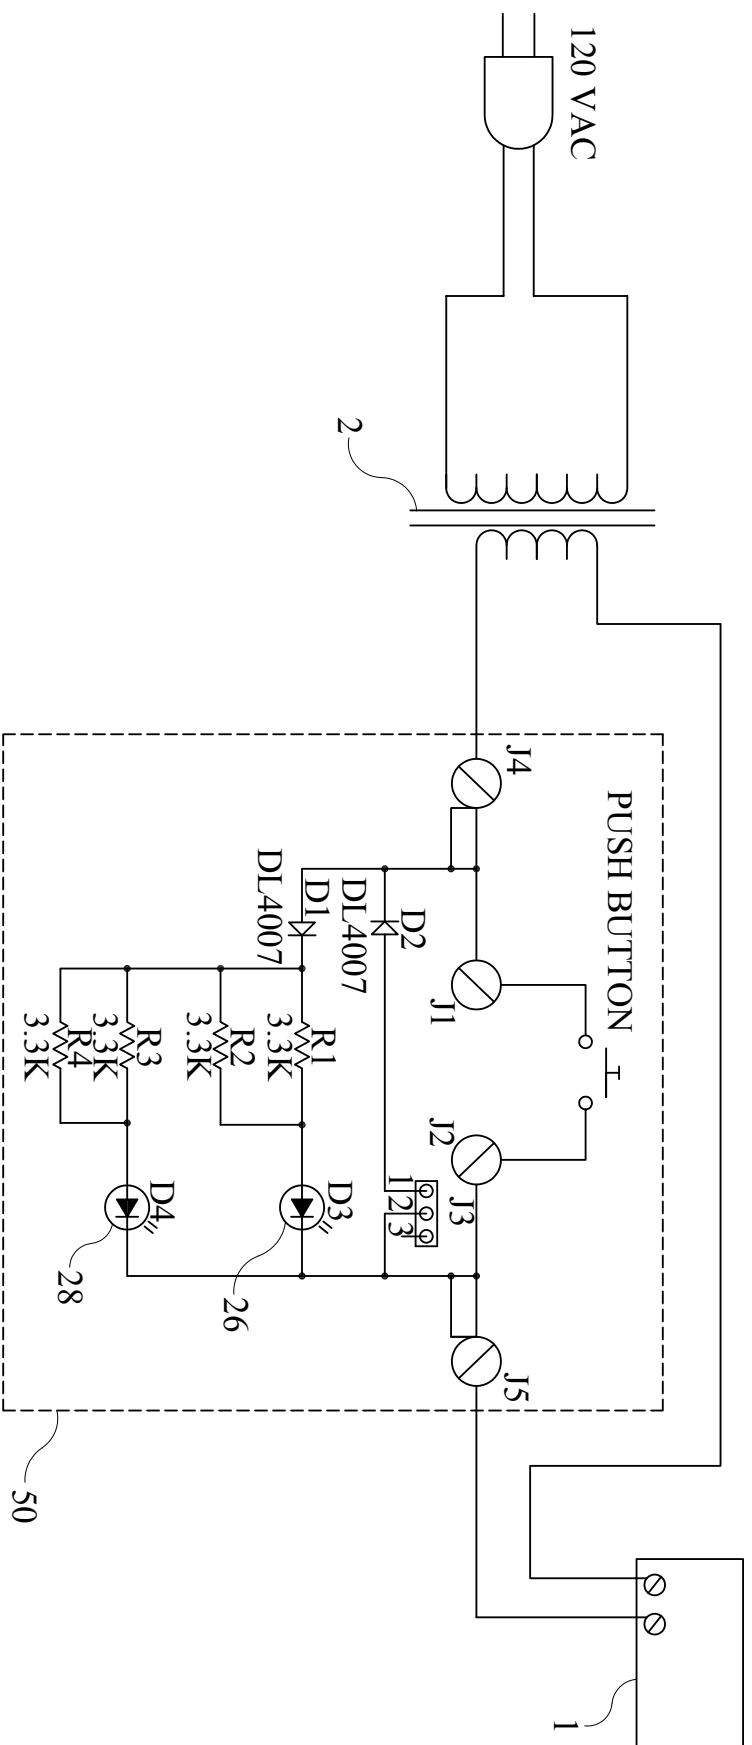 120 VAC
2
PUSH BUTTON
J4
J1
J2
J5
D2
DL4007
1 2 3
J3
D1
DL4007
R1
3.3K
D3
26
R2
3.3K
R3
3.3K
D4
28
R4
3.3K
50
1